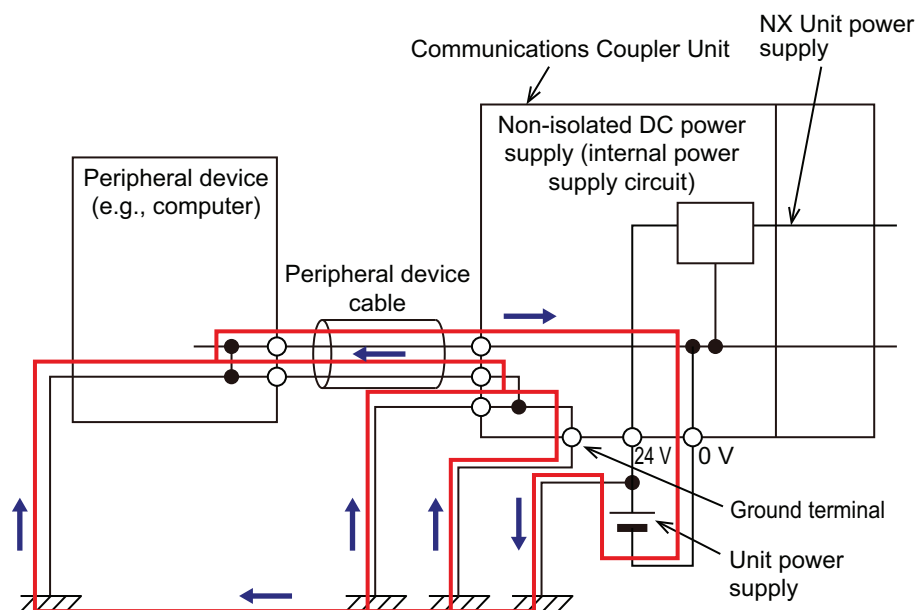 NX Unit power
supply
Communications Coupler Unit
Non-isolated DC power
supply (internal power
supply circuit)
Peripheral device
(e.g., computer)
Peripheral device
cable
24 V
0 V
Ground terminal
Unit power
supply